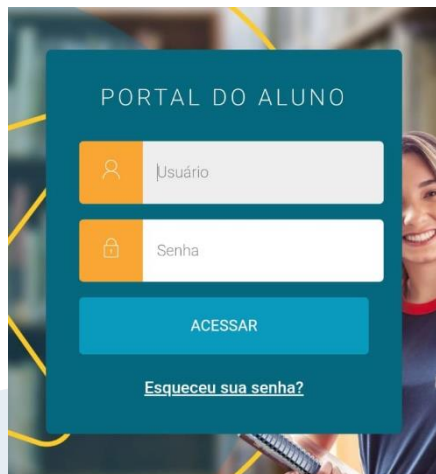 PORTAL DO ALUNO
Usuário
Senha
ACESSAR
Esqueceu sua senha?